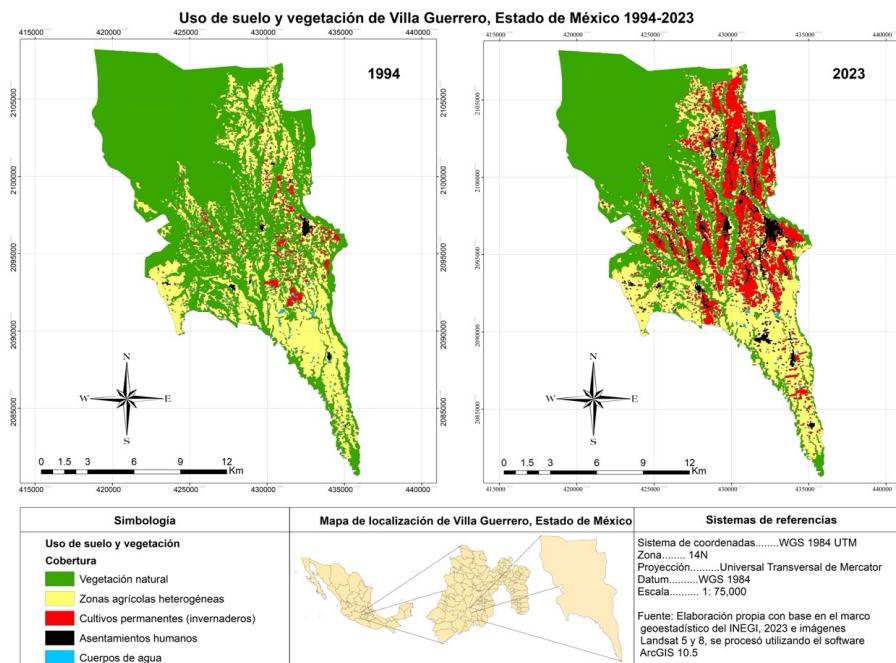 Uso de suelo y vegetación de Villa Guerrero, Estado de México 1994-2023
415000 420000 425000 430000 435000 440000
1994
2105000
2100000
2095000
2090000
2085000
N
W E
S
0 1.5 3 6 9 12
Km
415000 420000 425000 430000 435000 440000
415000 420000 425000 430000 435000 440000
2023
2105000
2100000
2095000
2090000
2085000
N
W E
S
0 1.5 3 6 9 12
Km
415000 420000 425000 430000 435000 440000
Simbología
Uso de suelo y vegetación
Cobertura
Vegetación natural
Zonas agrícolas heterogéneas
Cultivos permanentes (invernaderos)
Asentamientos humanos
Cuerpos de agua
Mapa de localización de Villa Guerrero, Estado de México
Sistemas de referencias
Sistema de coordenadas........WGS 1984 UTM
Zona........ 14N
Proyección..........Universal Transversal de Mercator
Datum.........WGS 1984
Escala.......... 1: 75,000
Fuente: Elaboración propia con base en el marco
geoestadístico del INEGI, 2023 e imágenes
Landsat 5 y 8, se procesó utilizando el software
ArcGIS 10.5